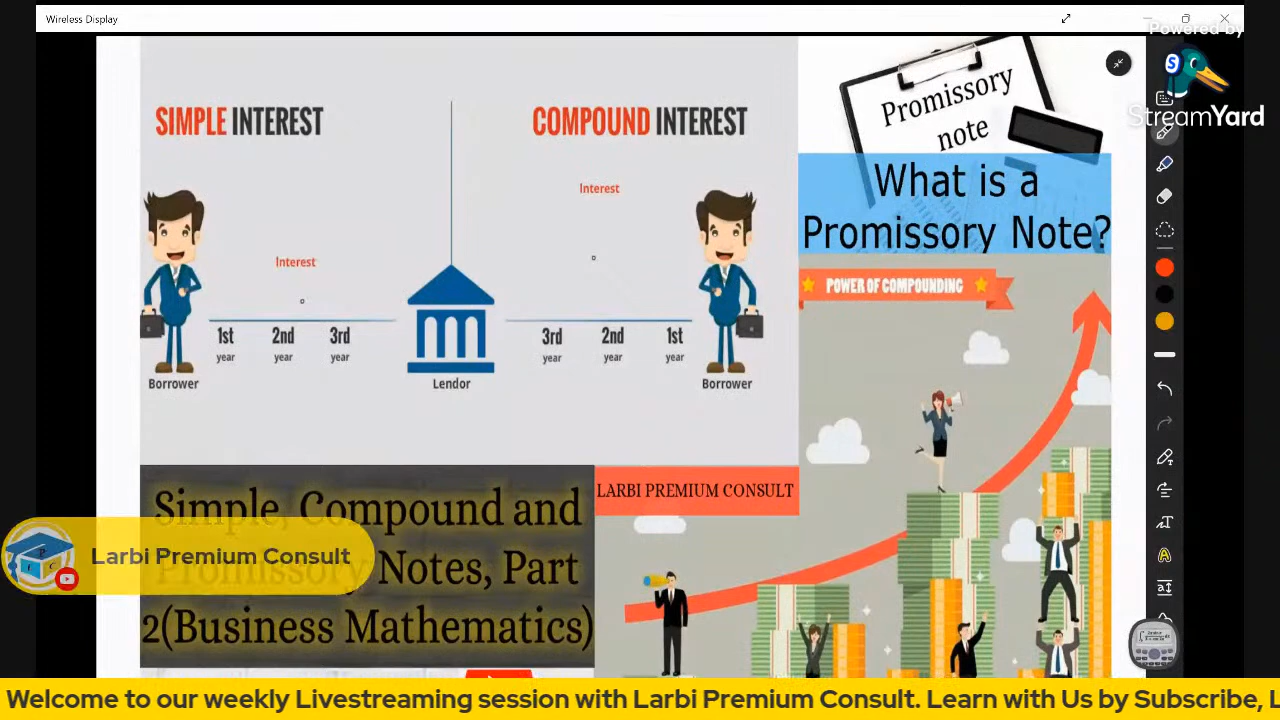 Wireless Display
Powered by
StreamYard
SIMPLE INTEREST
COMPOUND INTEREST
Promissory
note
What is a
Promissory Note?
Interest
Interest
POWER OF COMPOUNDING
1st
year
2nd
year
3rd
year
3rd
year
2nd
year
1st
year
Borrower
Lendor
Borrower
LARBI PREMIUM CONSULT
Simple, Compound and
Promissory Notes, Part
2(Business Mathematics)
Larbi Premium Consult
Welcome to our weekly Livestreaming session with Larbi Premium Consult. Learn with Us by Subscribe, L